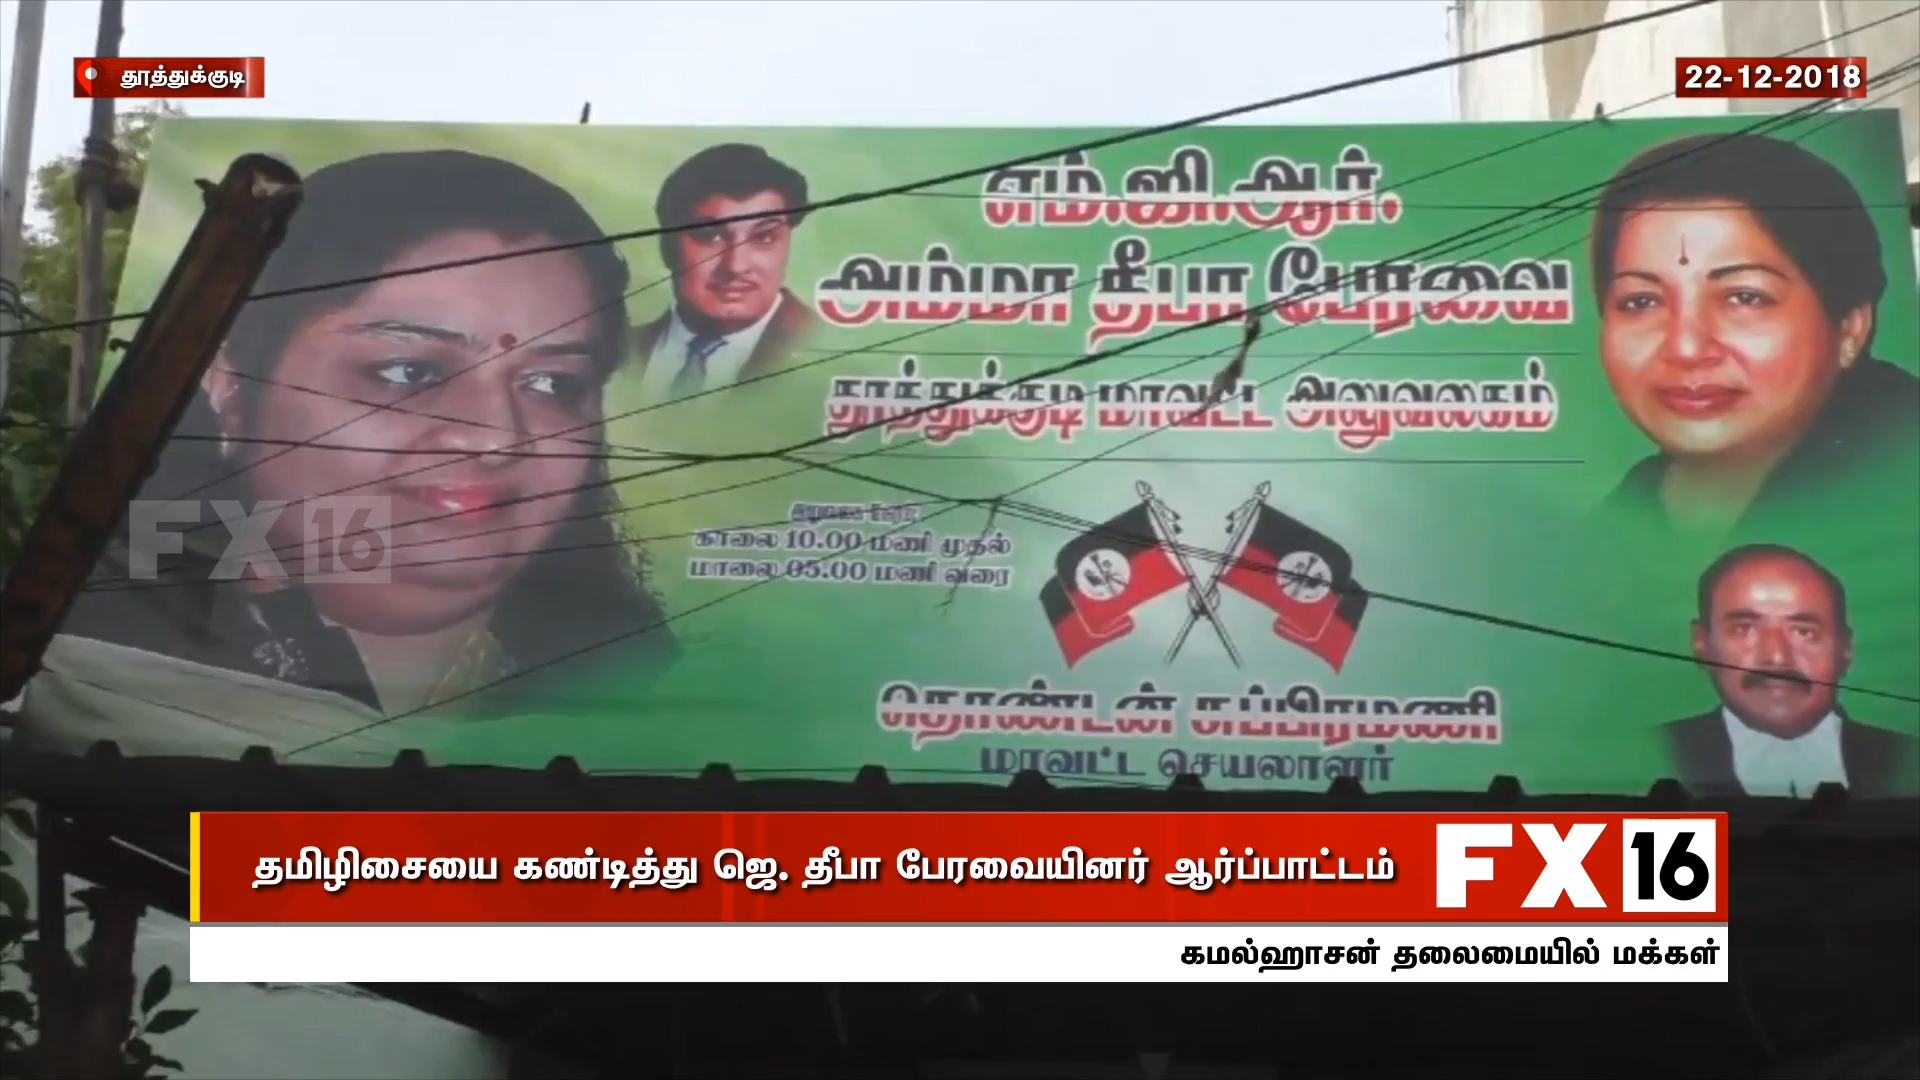 தூத்துக்குடி
22-12-2018
எம்.ஜி.ஆர்.
அம்மா தீபா பேரவை
தூத்துக்குடி மாவட்ட அலுவலகம்
காலை 10.00 மணி முதல்
மாலை 05.00 மணி வரை
FX16
தொண்டன் சுப்பிரமணி
மாவட்ட செயலாளர்
தமிழிசையை கண்டித்து ஜெ. தீபா பேரவையினர் ஆர்ப்பாட்டம்
FX16
கமல்ஹாசன் தலைமையில் மக்கள்